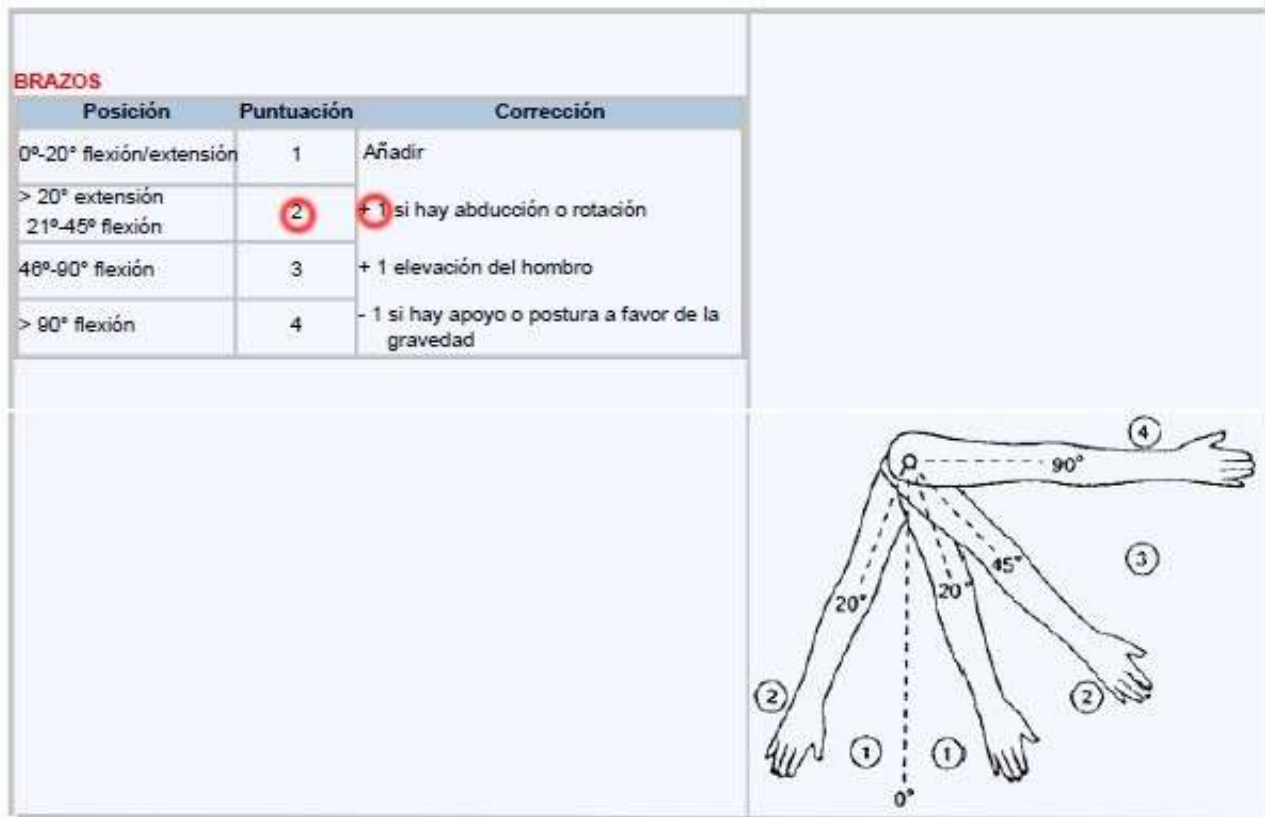 BRAZOS
Posición Puntuación Corrección
0º-20° flexión/extensión 1 Añadir
> 20° extensión
21º-45º flexión
2 + 1 si hay abducción o rotación
46º-90° flexión 3 + 1 elevación del hombro
> 90° flexión 4 - 1 si hay apoyo o postura a favor de la
gravedad
4
90°
3
45°
20°
20°
2
2
1
1
0°